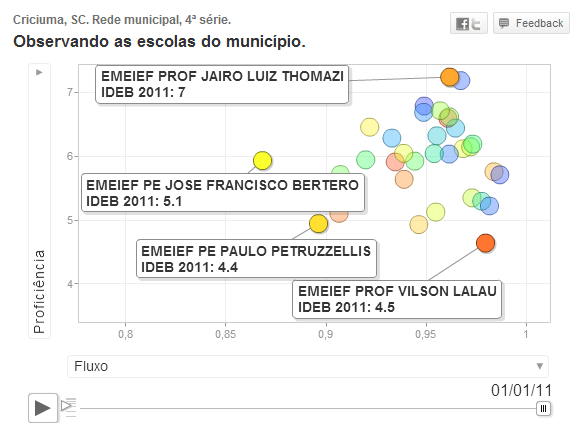 Criciuma, SC. Rede municipal, 4ª série.
Feedback
Observando as escolas do município.
EMEIEF PROF JAIRO LUIZ THOMAZI
IDEB 2011: 7
EMEIEF PE JOSE FRANCISCO BERTERO
IDEB 2011: 5.1
EMEIEF PE PAULO PETRUZZELLIS
IDEB 2011: 4.4
EMEIEF PROF VILSON LALAU
IDEB 2011: 4.5
Proficiência
7
6
5
4
0,8
0,85
0,9
0,95
1
Fluxo
01/01/11